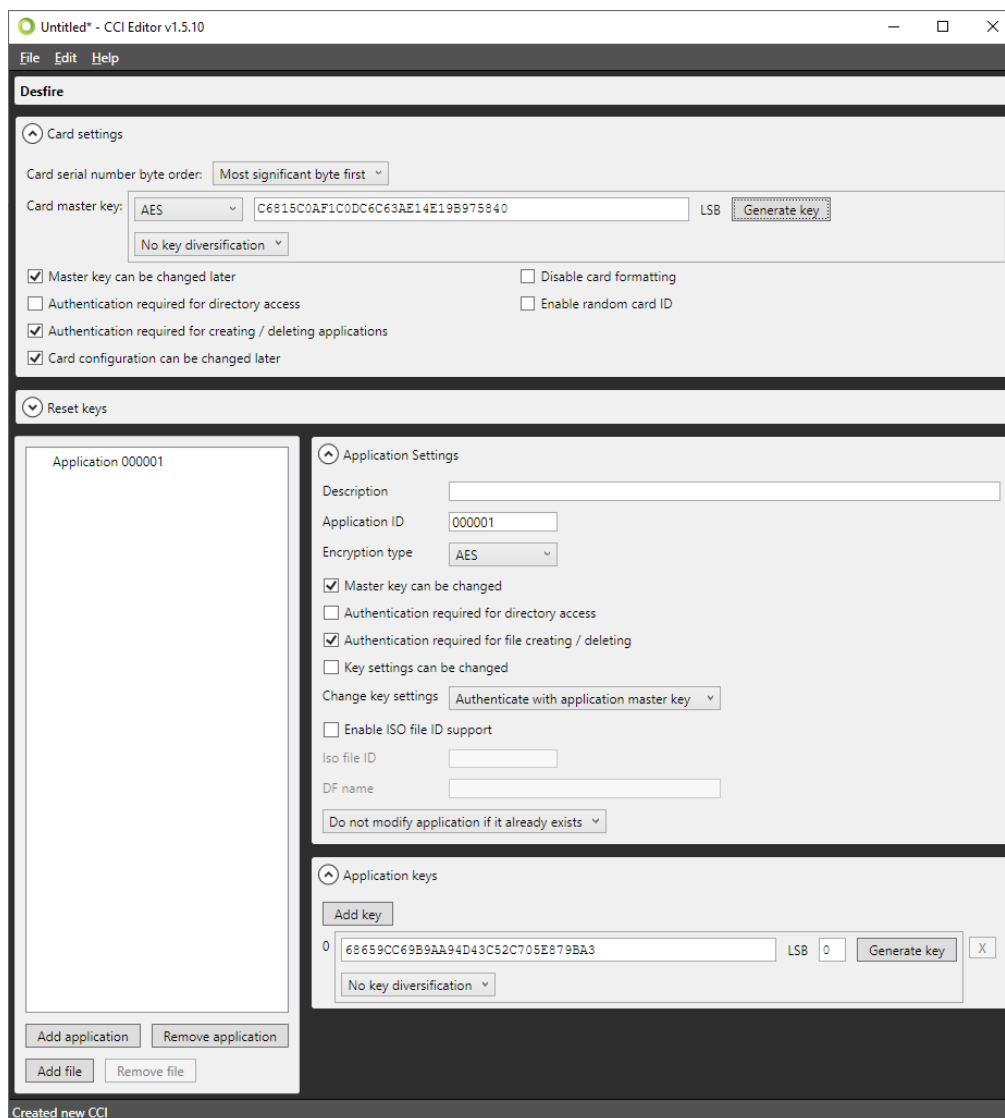 Untitled* - CCI Editor v1.5.10
File Edit Help
Desfire
Card settings
Card serial number byte order: Most significant byte first
Card master key: AES C6815C0AF1C0DC6C63AE14E19B975840 LSB Generate key
No key diversification
Master key can be changed later Disable card formatting
Authentication required for directory access Enable random card ID
Authentication required for creating / deleting applications
Card configuration can be changed later
Reset keys
Application 000001
Application Settings
Description
Application ID 000001
Encryption type AES
Master key can be changed
Authentication required for directory access
Authentication required for file creating / deleting
Key settings can be changed
Change key settings Authenticate with application master key
Enable ISO file ID support
Iso file ID
DF name
Do not modify application if it already exists
Application keys
Add key
0 68659CC69B9AA94D43C52C705E879BA3 LSB 0 Generate key X
No key diversification
Add application Remove application
Add file Remove file
Created new CCI